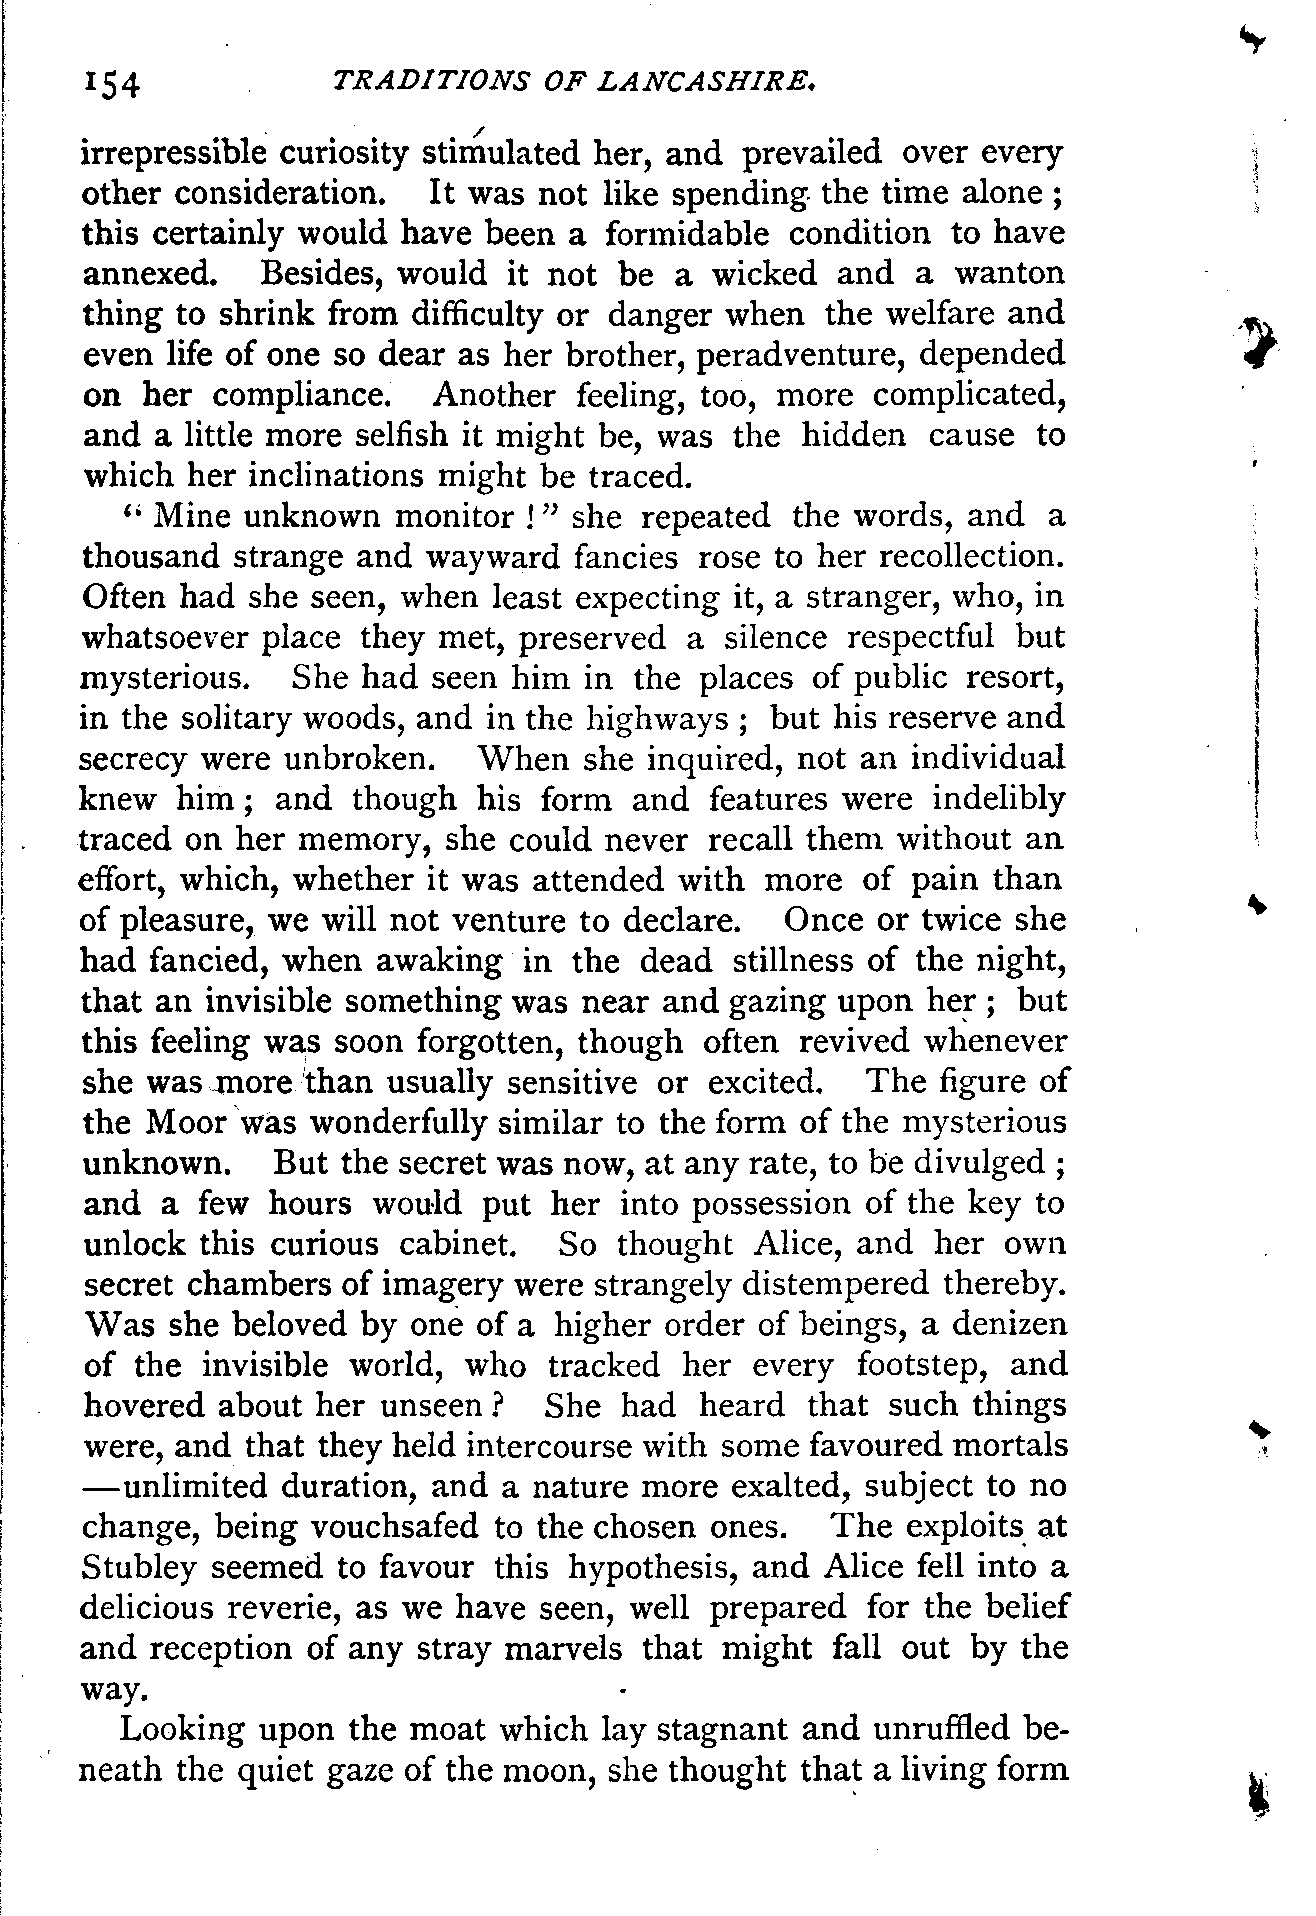 154 TRADITIONS OF LANCASHIRE.
irrepressible curiosity stimulated her, and prevailed over every
other consideration. It was not like spending the time alone ;
this certainly would have been a formidable condition to have
annexed. Besides, would it not be a wicked and a wanton
thing to shrink from difficulty or danger when the welfare and
even life of one so dear as her brother, peradventure, depended
on her compliance. Another feeling, too, more complicated,
and a little more selfish it might be, was the hidden cause to
which her inclinations might be traced.
“ Mine unknown monitor !” she repeated the words, and a
thousand strange and wayward fancies rose to her recollection.
Often had she seen, when least expecting it, a stranger, who, in
whatsoever place they met, preserved a silence respectful but
mysterious. She had seen him in the places of public resort,
in the solitary woods, and in the highways ; but his reserve and
secrecy were unbroken. When she inquired, not an individual
knew him ; and though his form and features were indelibly
traced on her memory, she could never recall them without an
effort, which, whether it was attended with more of pain than
of pleasure, we will not venture to declare. Once or twice she
had fancied, when awaking in the dead stillness of the night,
that an invisible something was near and gazing upon her ; but
this feeling was soon forgotten, though often revived whenever
she was more than usually sensitive or excited. The figure of
the Moor was wonderfully similar to the form of the mysterious
unknown. But the secret was now, at any rate, to be divulged ;
and a few hours would put her into possession of the key to
unlock this curious cabinet. So thought Alice, and her own
secret chambers of imagery were strangely distempered thereby.
Was she beloved by one of a higher order of beings, a denizen
of the invisible world, who tracked her every footstep, and
hovered about her unseen ? She had heard that such things
were, and that they held intercourse with some favoured mortals
—unlimited duration, and a nature more exalted, subject to no
change, being vouchsafed to the chosen ones. The exploits at
Stubley seemed to favour this hypothesis, and Alice fell into a
delicious reverie, as we have seen, well prepared for the belief
and reception of any stray marvels that might fall out by the
way.
Looking upon the moat which lay stagnant and unruffled be-
neath the quiet gaze of the moon, she thought that a living form